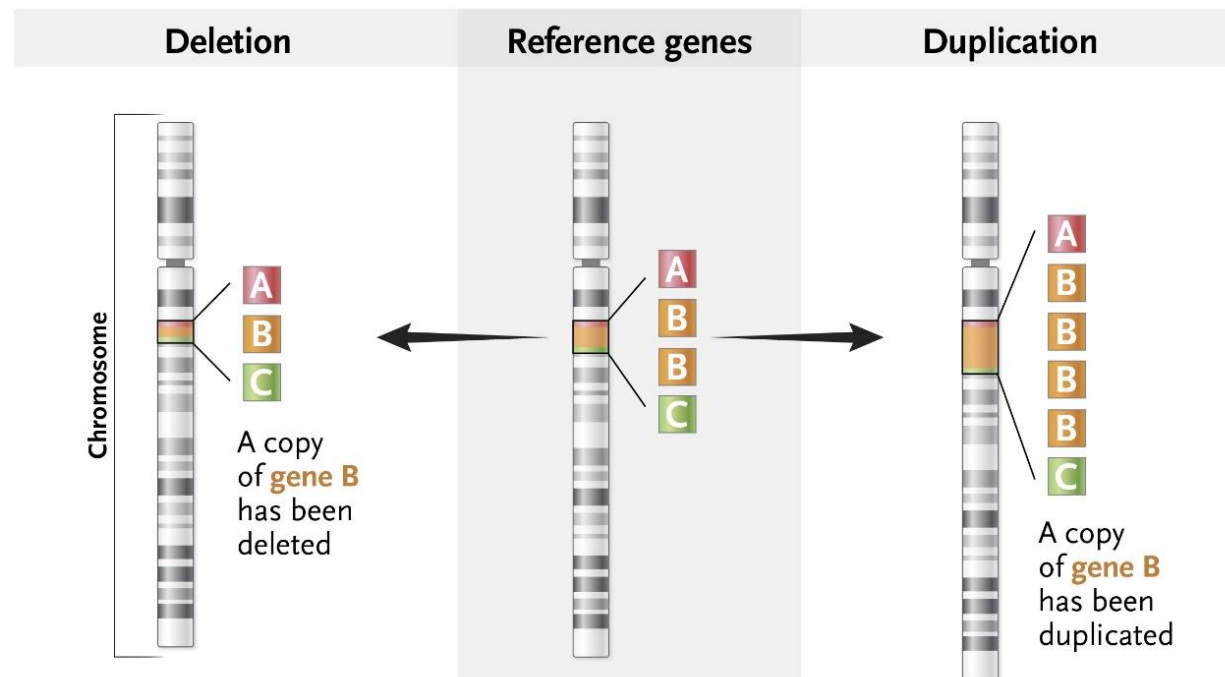 Deletion
Reference genes
Duplication
Chromosome
A
B
C
A copy
of gene B
has been
deleted
A
B
B
C
A
B
B
B
B
C
A copy
of gene B
has been
duplicated